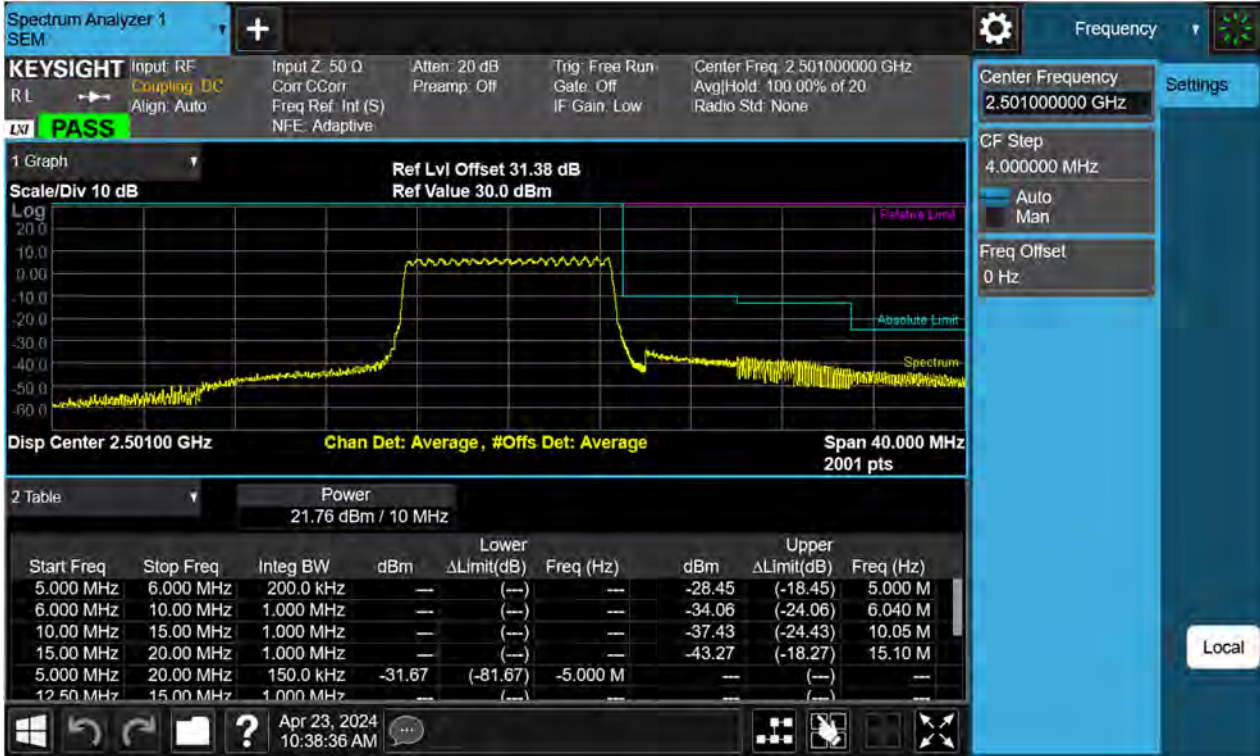 Spectrum Analyzer 1
SEM
+
Frequency
KEYSIGHT
R L
LXI
PASS
Input: RF
Coupling: DC
Align: Auto
Input Z: 50 Ω
Corr CCorr
Freq Ref: Int (S)
NFE: Adaptive
Atten: 20 dB
Preamp: Off
Trig: Free Run
Gate: Off
IF Gain: Low
Center Freq: 2.501000000 GHz
Avg|Hold: 100.00% of 20
Radio Std: None
Center Frequency
2.501000000 GHz
Settings
CF Step
4.000000 MHz
Auto
Man
Freq Offset
0 Hz
Local
1 Graph
Scale/Div 10 dB
Ref Lvl Offset 31.38 dB
Ref Value 30.0 dBm
Log
20.0
10.0
0.00
-10.0
-20.0
-30.0
-40.0
-50.0
-60.0
Relative Limit
Absolute Limit
Spectrum
Disp Center 2.50100 GHz
Chan Det: Average, #Offs Det: Average
Span 40.000 MHz
2001 pts
2 Table
Power
21.76 dBm / 10 MHz
Lower Upper
Start Freq Stop Freq Integ BW dBm ΔLimit(dB) Freq (Hz) dBm ΔLimit(dB) Freq (Hz)
5.000 MHz 6.000 MHz 200.0 kHz --- (---) --- -28.45 (-18.45) 5.000 M
6.000 MHz 10.00 MHz 1.000 MHz --- (---) --- -34.06 (-24.06) 6.040 M
10.00 MHz 15.00 MHz 1.000 MHz --- (---) --- -37.43 (-24.43) 10.05 M
15.00 MHz 20.00 MHz 1.000 MHz --- (---) --- -43.27 (-18.27) 15.10 M
5.000 MHz 20.00 MHz 150.0 kHz -31.67 (-81.67) -5.000 M --- (---) ---
12.50 MHz 15.00 MHz 1.000 MHz --- (---) --- --- (---) ---
?
Apr 23, 2024
10:38:36 AM